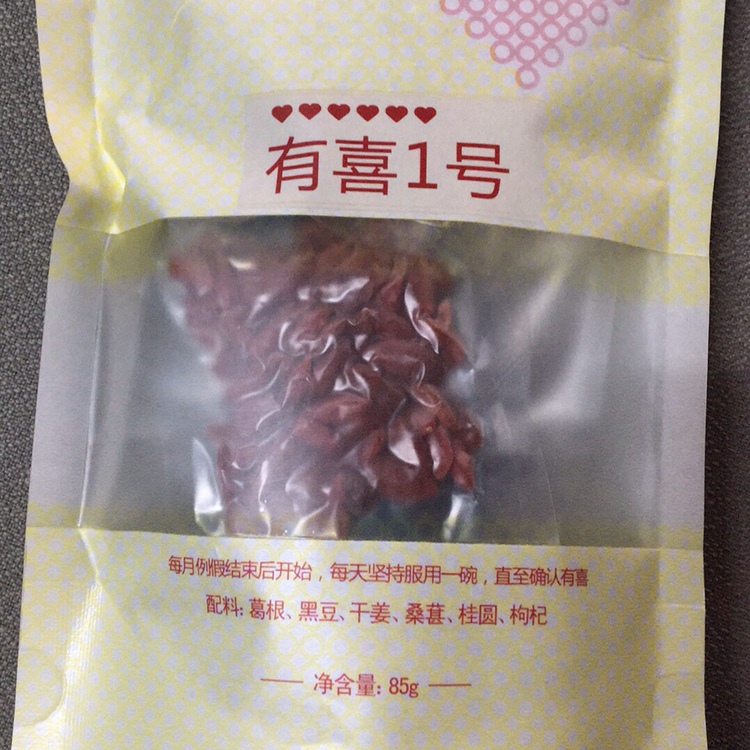 有喜1号
每月例假结束后开始，每天坚持服用一碗，直至确认有喜
配料：葛根、黑豆、干姜、桑葚、桂圆、枸杞
净含量：85g